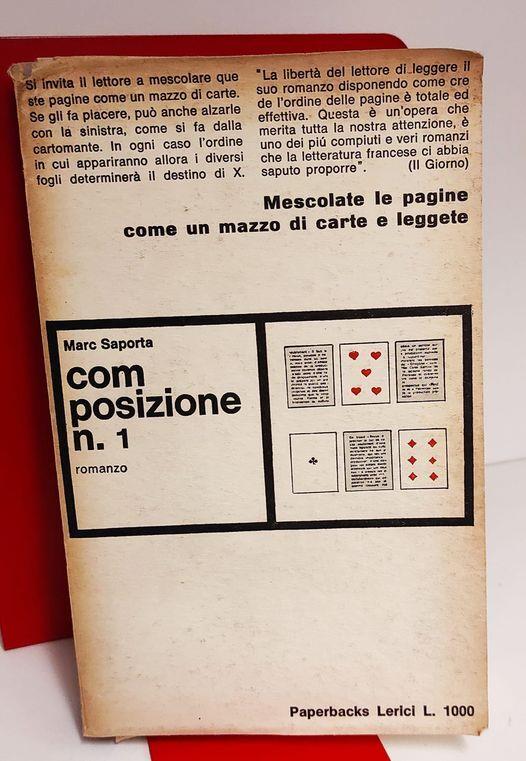 Si invita il lettore a mescolare que
ste pagine come un mazzo di carte.
Se gli fa piacere, può anche alzarle
con la sinistra, come si fa dalla
cartomante. In ogni caso l'ordine
in cui appariranno allora i diversi
fogli determinerà il destino di X.
"La libertà del lettore di leggere il
suo romanzo disponendo come cre
de l'ordine delle pagine è totale ed
effettiva. Questa è un'opera che
merita tutta la nostra attenzione, è
uno dei piú compiuti e veri romanzi
che la letteratura francese ci abbia
saputo proporre". (Il Giorno)
Mescolate le pagine
come un mazzo di carte e leggete
Marc Saporta
com
posizione
n. 1
romanzo
Paperbacks Lerici L. 1000